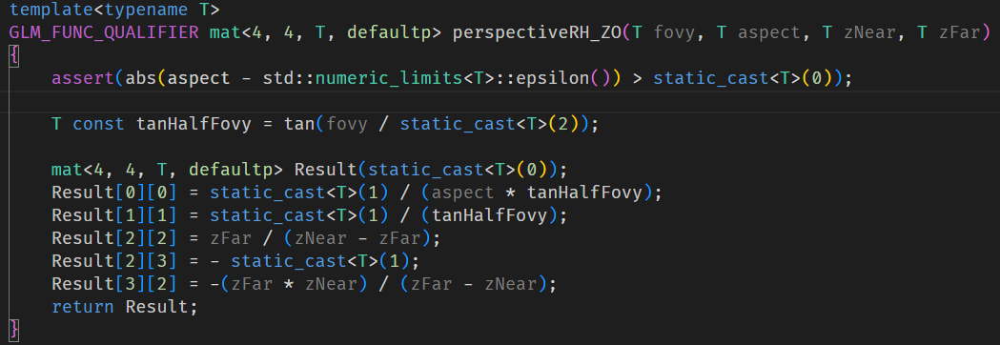 template<typename T>
GLM_FUNC_QUALIFIER mat<4, 4, T, defaultp> perspectiveRH_ZO(T fovy, T aspect, T zNear, T zFar)
{
    assert(abs(aspect - std::numeric_limits<T>::epsilon()) > static_cast<T>(0));
    T const tanHalfFovy = tan(fovy / static_cast<T>(2));
    mat<4, 4, T, defaultp> Result(static_cast<T>(0));
    Result[0][0] = static_cast<T>(1) / (aspect * tanHalfFovy);
    Result[1][1] = static_cast<T>(1) / (tanHalfFovy);
    Result[2][2] = zFar / (zNear - zFar);
    Result[2][3] = - static_cast<T>(1);
    Result[3][2] = -(zFar * zNear) / (zFar - zNear);
    return Result;
}